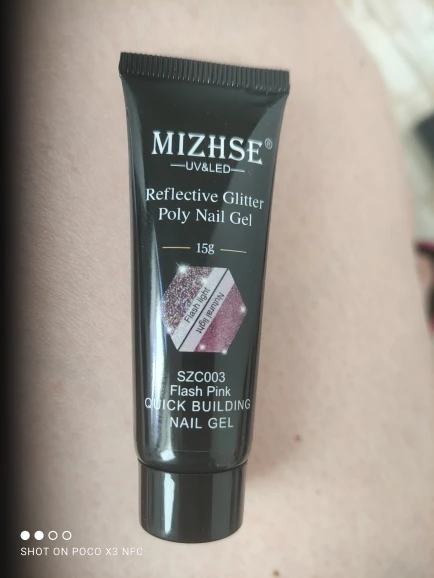 MIZHSE®
—UV&LED—
Reflective Glitter
Poly Nail Gel
15g
Flash light
Natural light
SZC003
Flash Pink
QUICK BUILDING
NAIL GEL
SHOT ON POCO X3 NFC